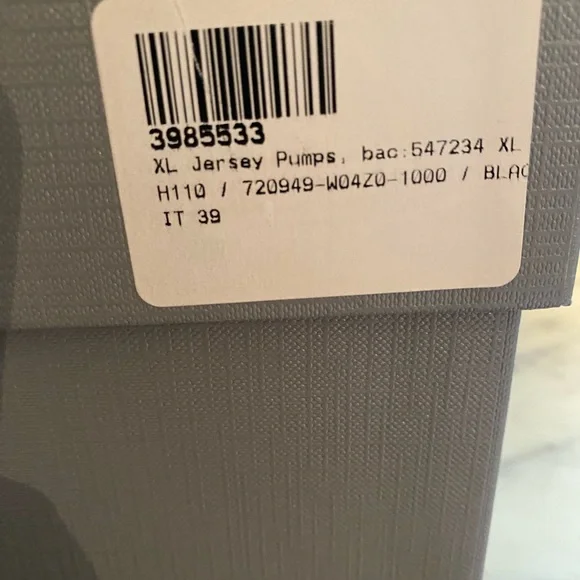 3985533
XL Jersey Pumps, bac:547234 XL
H110 / 720949-W04Z0-1000 / BLAC
IT 39